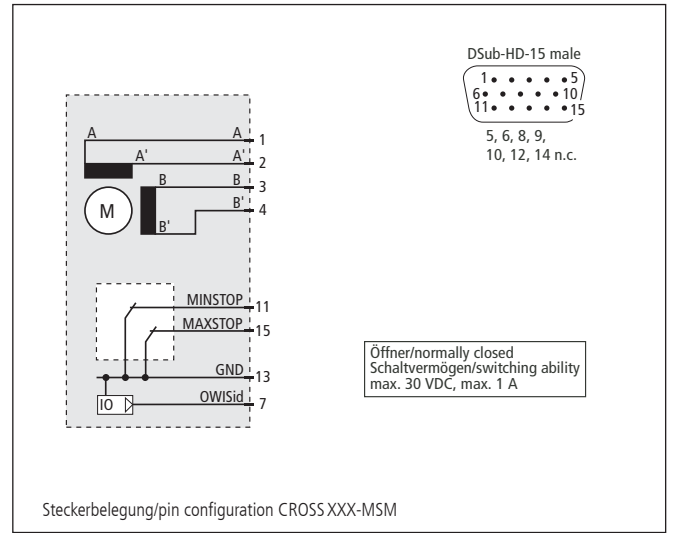 DSub-HD-15 male
1 5
6 10
11 15
5, 6, 8, 9,
10, 12, 14 n.c.
A A 1
A' A' 2
B B 3
M B' 4
B'
MINSTOP 11
MAXSTOP 15
GND 13
IO OWISid 7
Öffner/normally closed
Schaltvermögen/switching ability
max. 30 VDC, max. 1 A
Steckerbelegung/pin configuration CROSS XXX-MSM